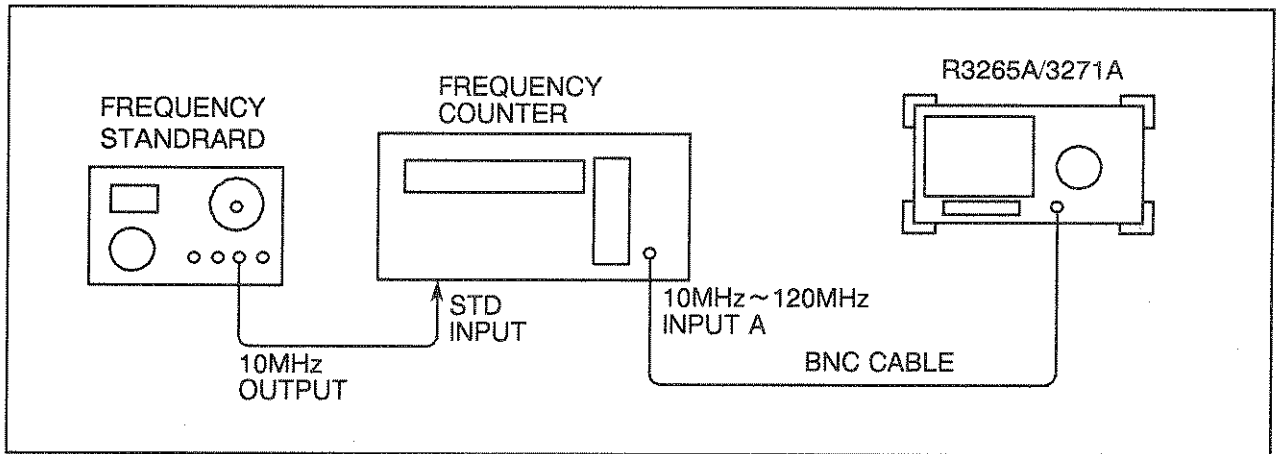 FREQUENCY
STANDRARD
FREQUENCY
COUNTER
R3265A/3271A
STD
INPUT
10MHz
OUTPUT
10MHz～120MHz
INPUT A
BNC CABLE